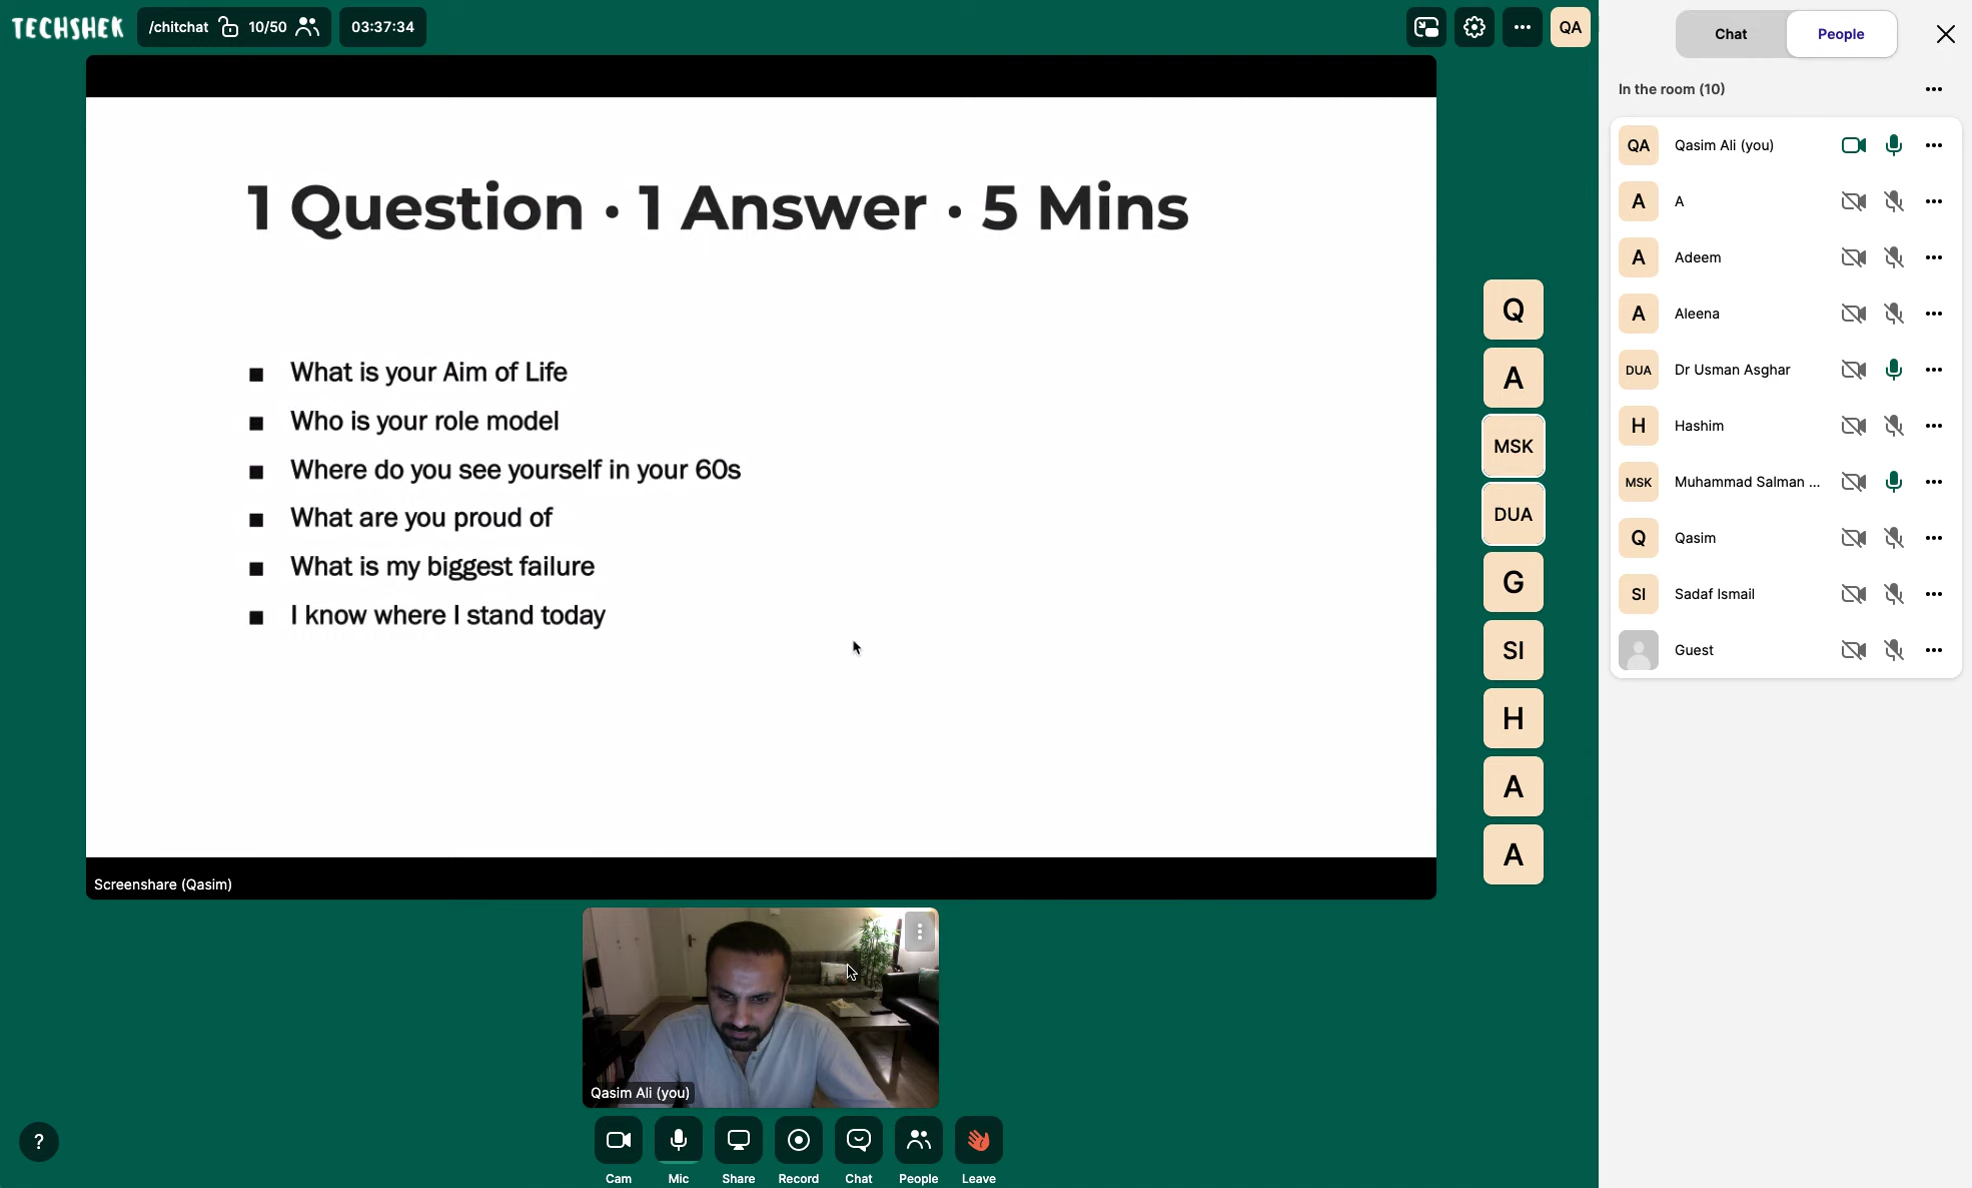 TECHSHEK
/chitchat 10/50
03:37:34
QA
Chat
People
In the room (10)
1 Question · 1 Answer · 5 Mins
■ What is your Aim of Life
■ Who is your role model
■ Where do you see yourself in your 60s
■ What are you proud of
■ What is my biggest failure
■ I know where I stand today
Screenshare (Qasim)
Q
A
MSK
DUA
G
SI
H
A
A
QA Qasim Ali (you)
A A
A Adeem
A Aleena
DUA Dr Usman Asghar
H Hashim
MSK Muhammad Salman ...
Q Qasim
SI Sadaf Ismail
Guest
Qasim Ali (you)
?
Cam
Mic
Share
Record
Chat
People
Leave